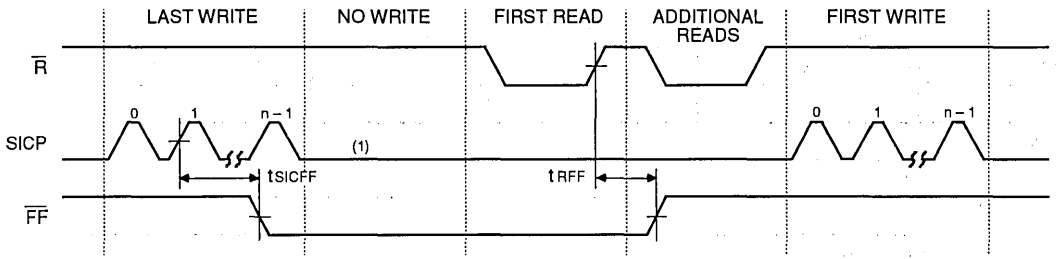 LAST WRITE NO WRITE FIRST READ ADDITIONAL READS FIRST WRITE
R̅
0 1 n – 1 0 1 n – 1
SICP (1)
tSICFF tRFF
F̅F̅